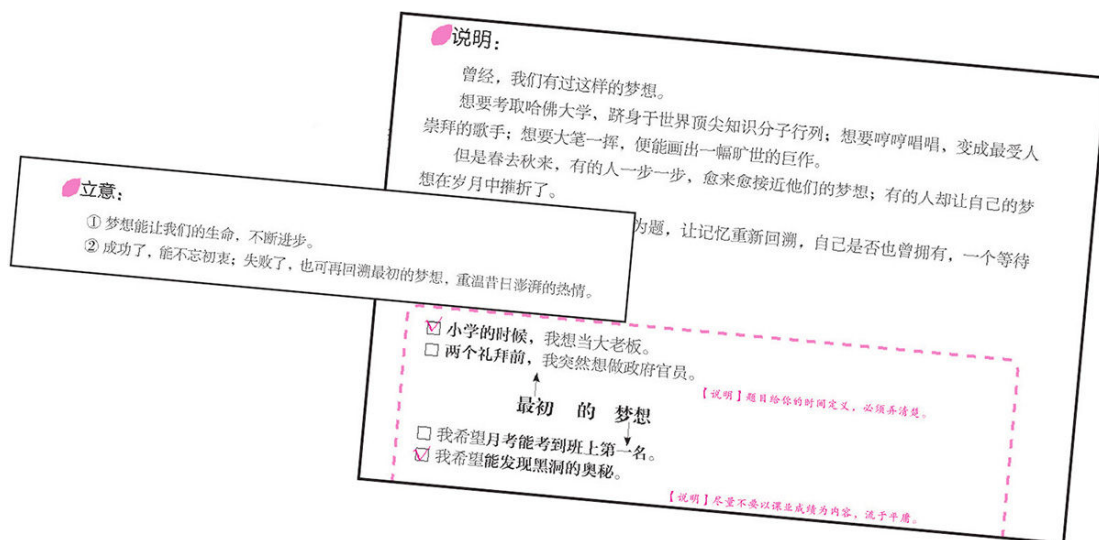 说明：
曾经，我们有过这样的梦想。
想要考取哈佛大学，跻身于世界顶尖知识分子行列；想要哼哼唱唱，变成最受人
崇拜的歌手；想要大笔一挥，便能画出一幅旷世的巨作。
但是春去秋来，有的人一步一步，愈来愈接近他们的梦想；有的人却让自己的梦
想在岁月中摧折了。
为题，让记忆重新回溯，自己是否也曾拥有，一个等待
立意：
① 梦想能让我们的生命，不断进步。
② 成功了，能不忘初衷；失败了，也可再回溯最初的梦想，重温昔日澎湃的热情。
☑ 小学的时候，我想当大老板。
□ 两个礼拜前，我突然想做政府官员。
【说明】题目给你的时间定义，必须弄清楚。
最初 的 梦想
□ 我希望月考能考到班上第一名。
☑ 我希望能发现黑洞的奥秘。
【说明】尽量不要以课业成绩为内容，流于平庸。